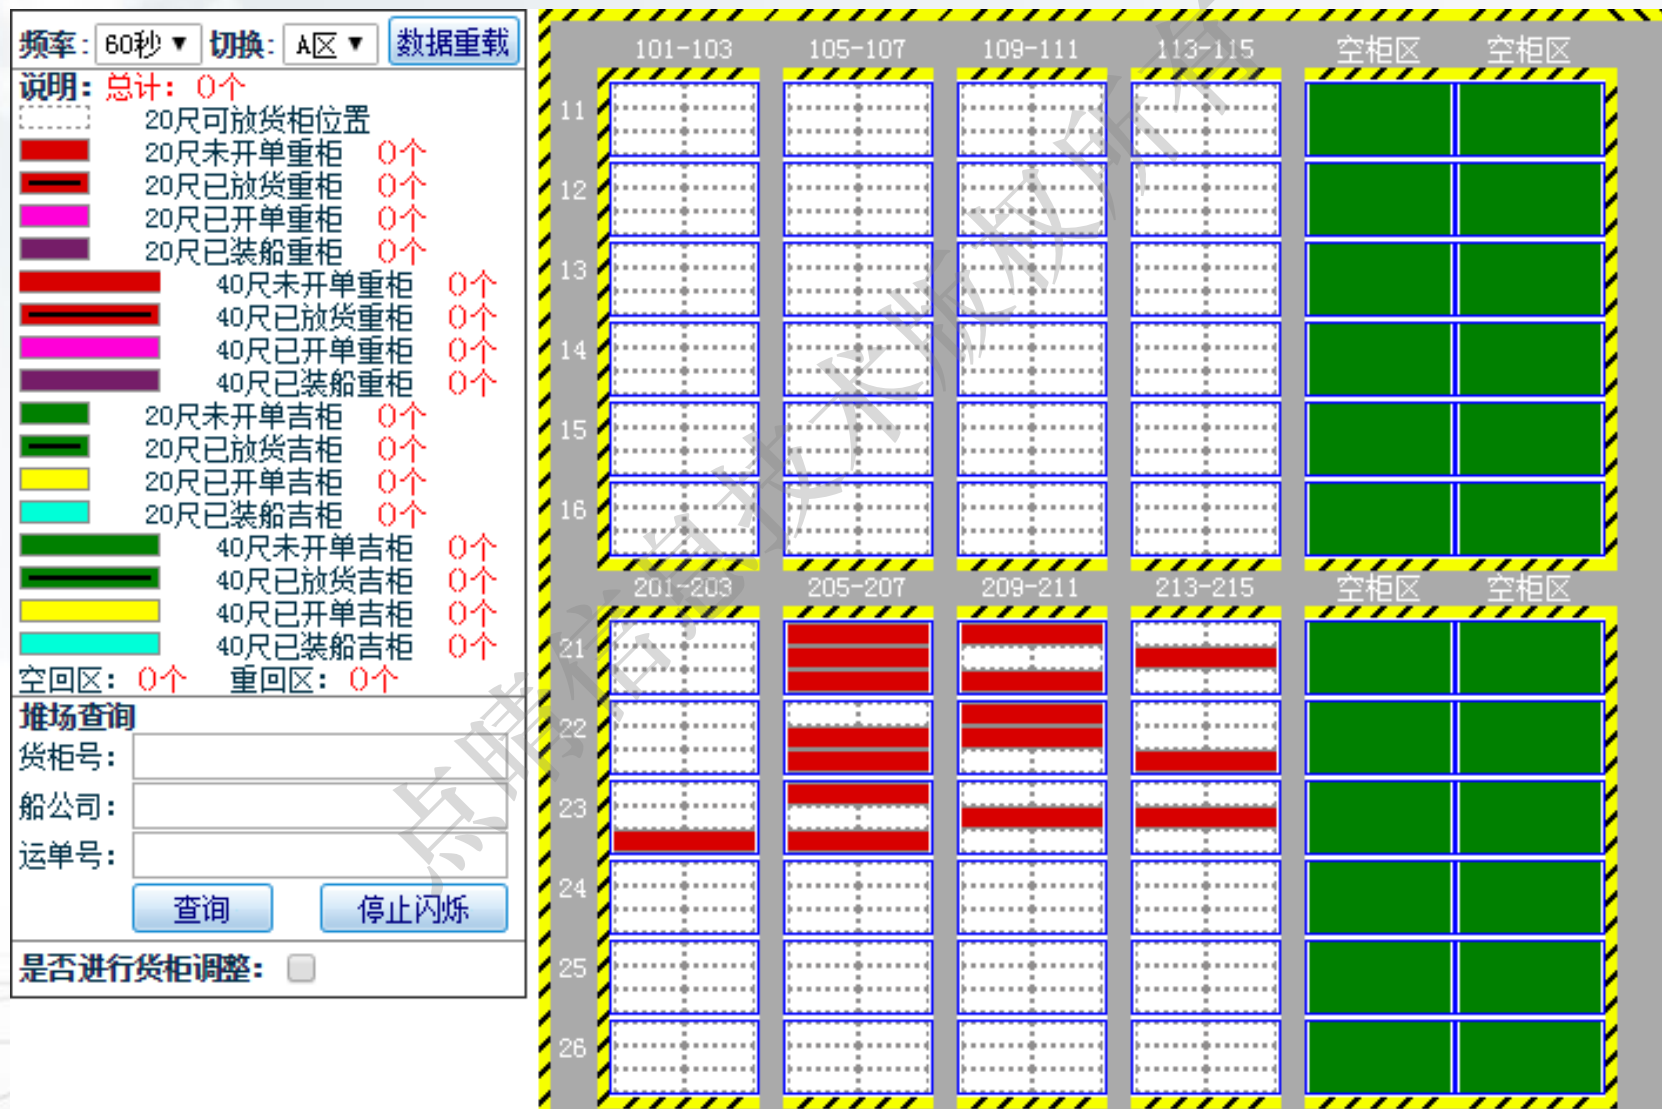 频率: 60秒 切换: A区 数据重载
说明: 总计: 0个
20尺可放货柜位置
20尺未开单重柜 0个
20尺已放货重柜 0个
20尺已开单重柜 0个
20尺已装船重柜 0个
40尺未开单重柜 0个
40尺已放货重柜 0个
40尺已开单重柜 0个
40尺已装船重柜 0个
20尺未开单吉柜 0个
20尺已放货吉柜 0个
20尺已开单吉柜 0个
20尺已装船吉柜 0个
40尺未开单吉柜 0个
40尺已放货吉柜 0个
40尺已开单吉柜 0个
40尺已装船吉柜 0个
空回区: 0个 重回区: 0个
堆场查询
货柜号:
船公司:
运单号:
查询 停止闪烁
是否进行货柜调整:
101-103 105-107 109-111 113-115 空柜区 空柜区
11
12
13
14
15
16
201-203 205-207 209-211 213-215 空柜区 空柜区
21
22
23
24
25
26
点晴信息技术版权所有